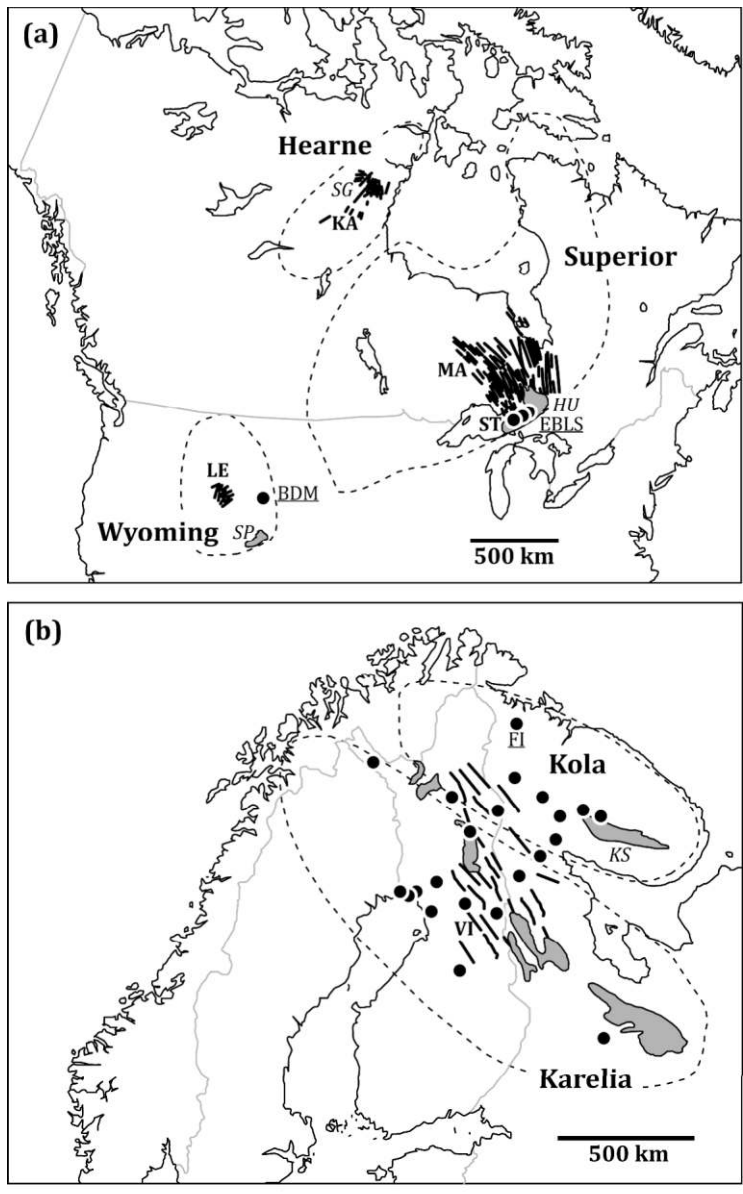 (a)
Hearne
SG
KA
Superior
MA
HU
ST
EBLS
LE
BDM
Wyoming
SP
500 km
(b)
FI
Kola
KS
VI
Karelia
500 km